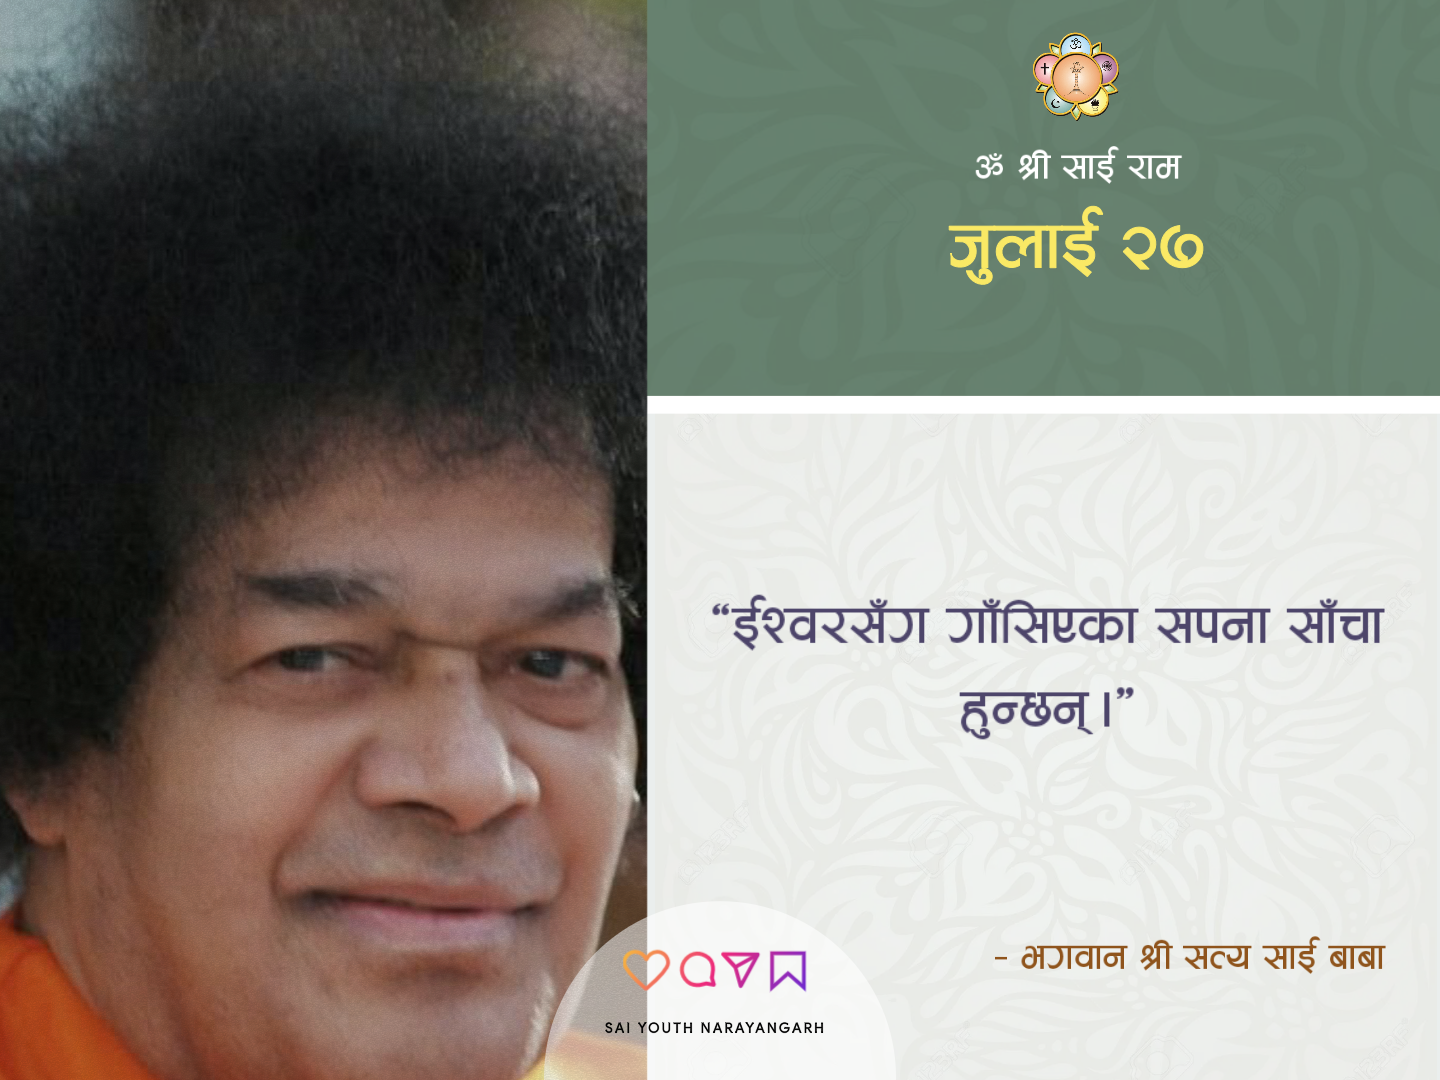 ॐ श्री साई राम
जुलाई २७
“ईश्वरसँग गाँसिएका सपना साँचा
हुन्छन् ।”
- भगवान श्री सत्य साई बाबा
SAI YOUTH NARAYANGARH